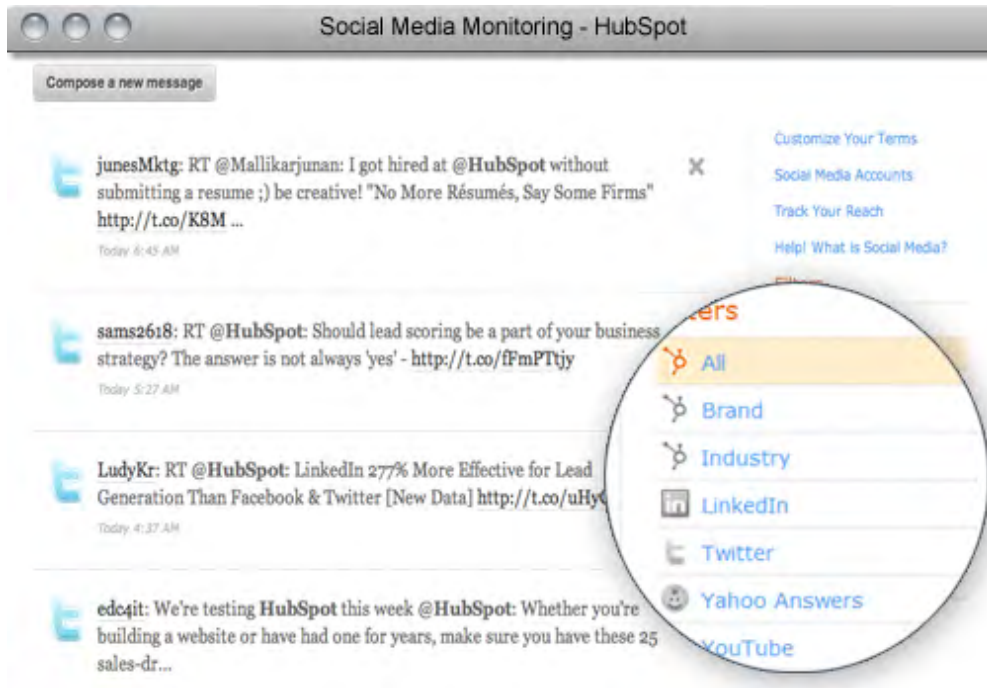 Social Media Monitoring - HubSpot
Compose a new message
junesMktg: RT @Mallikarjunan: I got hired at @HubSpot without
submitting a resume ;) be creative! "No More Résumés, Say Some Firms"
http://t.co/K8M ...
Today 6:45 AM
sams2618: RT @HubSpot: Should lead scoring be a part of your business
strategy? The answer is not always 'yes' - http://t.co/fFmPTtjy
Today 5:27 AM
LudyKr: RT @HubSpot: LinkedIn 277% More Effective for Lead
Generation Than Facebook & Twitter [New Data]
Today 4:37 AM
edc4it: We're testing HubSpot this week @HubSpot: Whether you're
building a website or have had one for years, make sure you have these 25
sales-dr...
Customize Your Terms
Social Media Accounts
Track Your Reach
Help! What is Social Media?
All
Brand
Industry
LinkedIn
Twitter
Yahoo Answers
YouTube